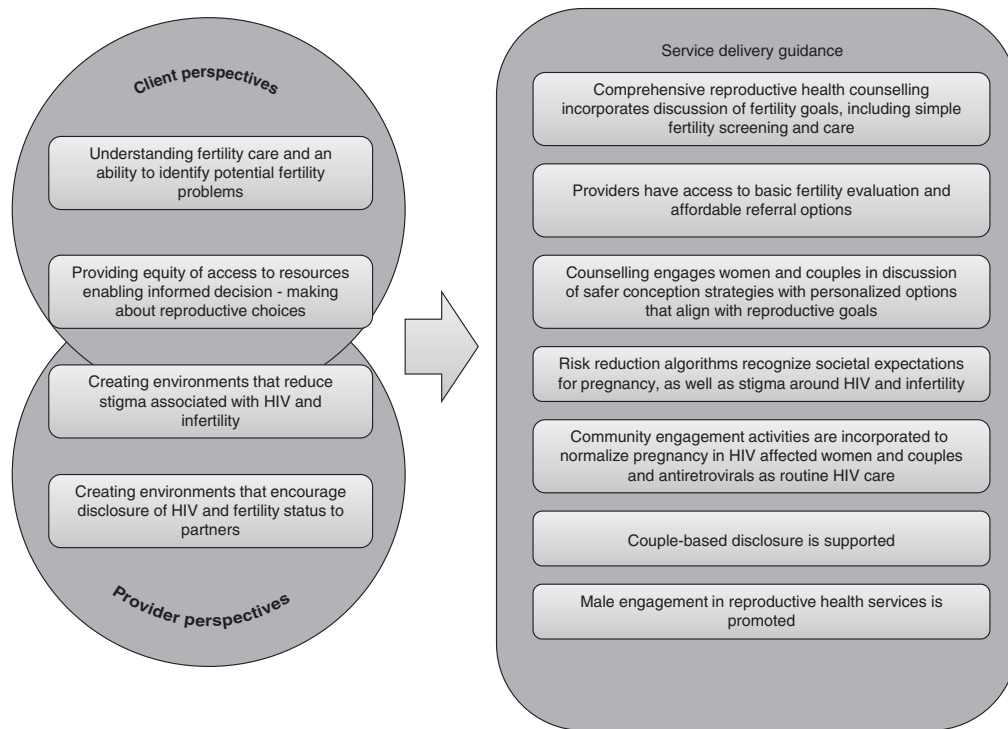 Client perspectives
Understanding fertility care and an
ability to identify potential fertility
problems
Providing equity of access to resources
enabling informed decision - making
about reproductive choices
Creating environments that reduce
stigma associated with HIV and
infertility
Creating environments that encourage
disclosure of HIV and fertility status to
partners
Provider perspectives
Service delivery guidance
Comprehensive reproductive health counselling
incorporates discussion of fertility goals, including simple
fertility screening and care
Providers have access to basic fertility evaluation and
affordable referral options
Counselling engages women and couples in discussion
of safer conception strategies with personalized options
that align with reproductive goals
Risk reduction algorithms recognize societal expectations
for pregnancy, as well as stigma around HIV and infertility
Community engagement activities are incorporated to
normalize pregnancy in HIV affected women and couples
and antiretrovirals as routine HIV care
Couple-based disclosure is supported
Male engagement in reproductive health services is
promoted